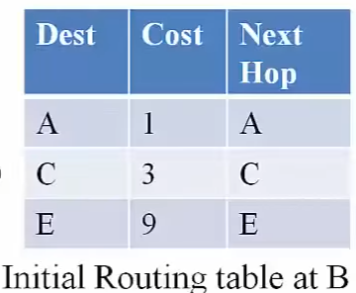 Dest Cost Next
Hop
A 1 A
C 3 C
E 9 E
Initial Routing table at B